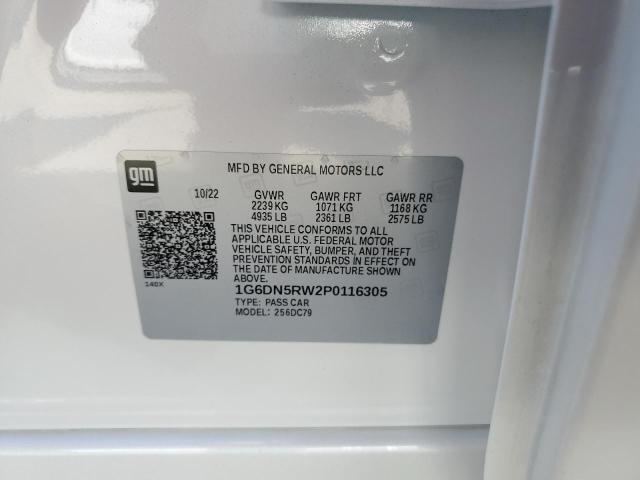 gm
MFD BY GENERAL MOTORS LLC
10/22 GVWR GAWR FRT GAWR RR
2239 KG 1071 KG 1168 KG
4935 LB 2361 LB 2575 LB
THIS VEHICLE CONFORMS TO ALL
APPLICABLE U.S. FEDERAL MOTOR
VEHICLE SAFETY, BUMPER, AND THEFT
PREVENTION STANDARDS IN EFFECT ON
THE DATE OF MANUFACTURE SHOWN
ABOVE.
140X
1G6DN5RW2P0116305
TYPE: PASS CAR
MODEL: 256DC79